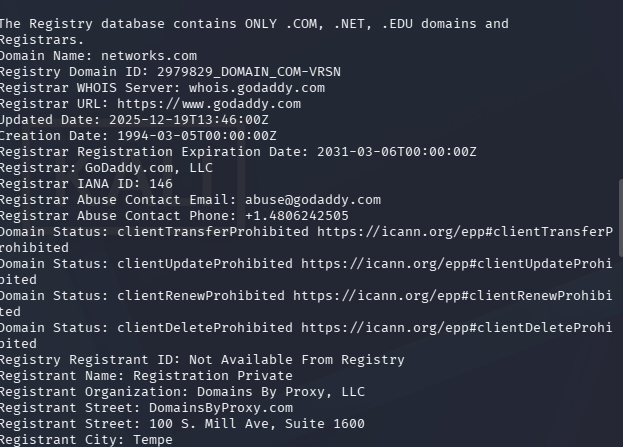 The Registry database contains ONLY .COM, .NET, .EDU domains and
Registrars.
Domain Name: networks.com
Registry Domain ID: 2979829_DOMAIN_COM-VRSN
Registrar WHOIS Server: whois.godaddy.com
Registrar URL: https://www.godaddy.com
Updated Date: 2025-12-19T13:46:00Z
Creation Date: 1994-03-05T00:00:00Z
Registrar Registration Expiration Date: 2031-03-06T00:00:00Z
Registrar: GoDaddy.com, LLC
Registrar IANA ID: 146
Registrar Abuse Contact Email: abuse@godaddy.com
Registrar Abuse Contact Phone: +1.4806242505
Domain Status: clientTransferProhibited https://icann.org/epp#clientTransferP
rohibited
Domain Status: clientUpdateProhibited https://icann.org/epp#clientUpdateProhi
bited
Domain Status: clientRenewProhibited https://icann.org/epp#clientRenewProhibi
ted
Domain Status: clientDeleteProhibited https://icann.org/epp#clientDeleteProhi
bited
Registry Registrant ID: Not Available From Registry
Registrant Name: Registration Private
Registrant Organization: Domains By Proxy, LLC
Registrant Street: DomainsByProxy.com
Registrant Street: 100 S. Mill Ave, Suite 1600
Registrant City: Tempe